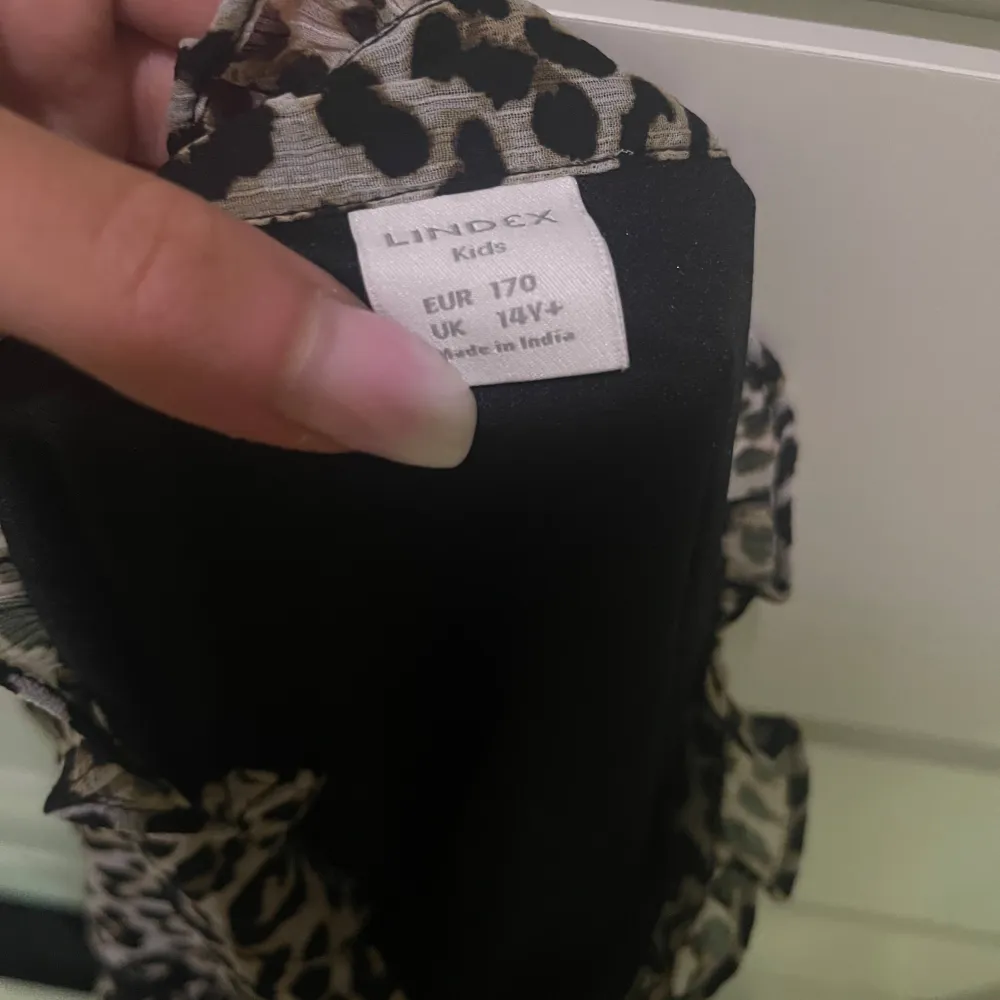 LINDEX
Kids
EUR 170
UK 14Y+
Made in India